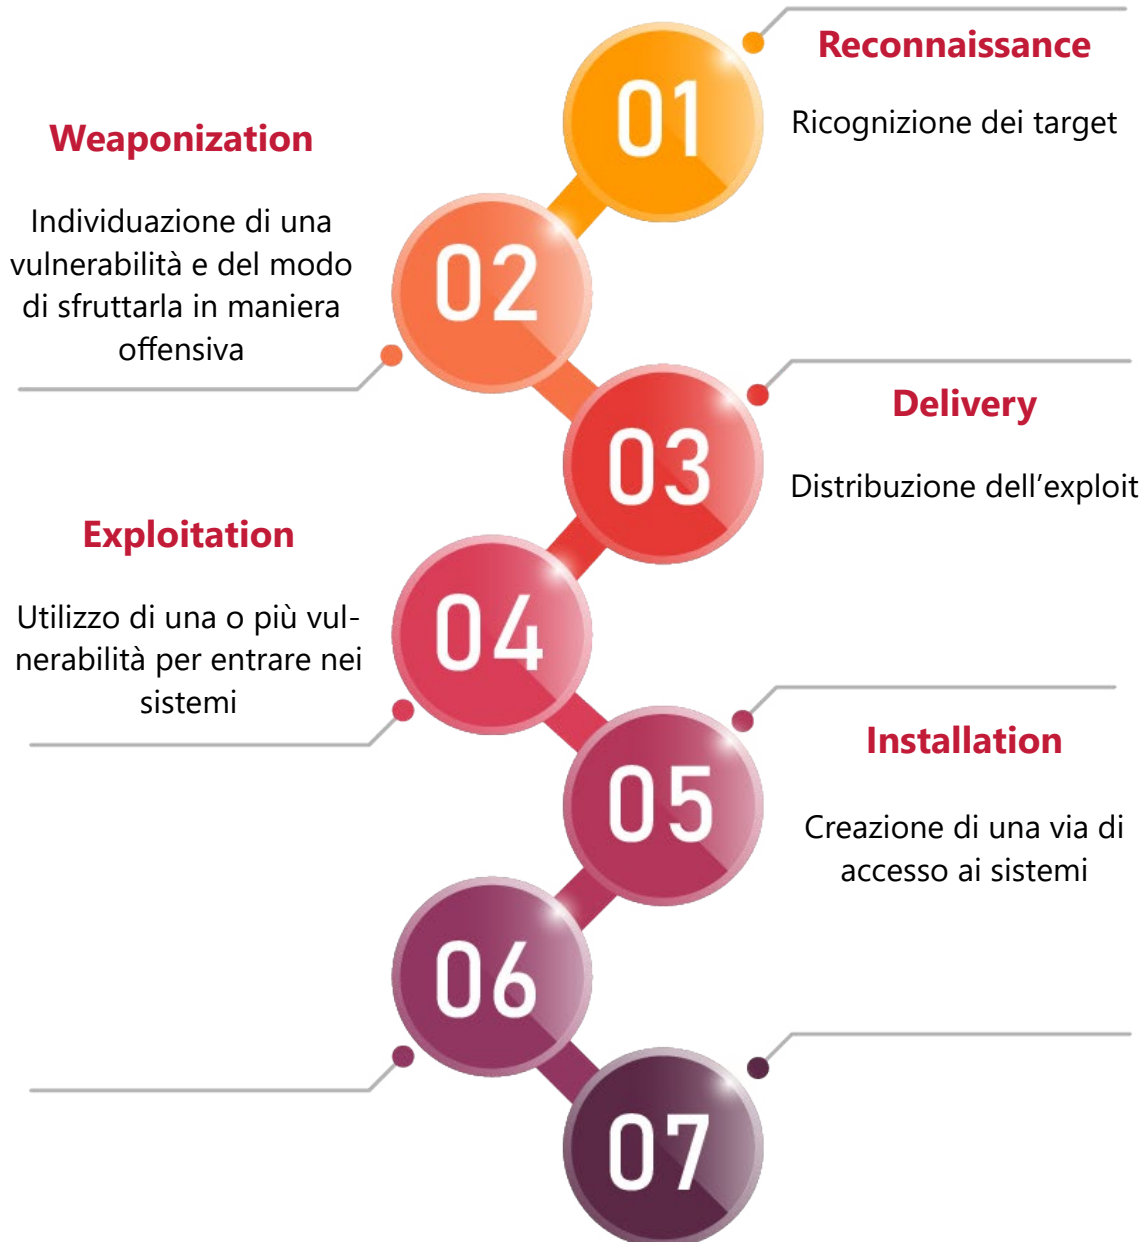 01
Reconnaissance
Ricognizione dei target
Weaponization
Individuazione di una
vulnerabilità e del modo
di sfruttarla in maniera
offensiva
02
03
Delivery
Distribuzione dell’exploit
Exploitation
Utilizzo di una o più vul-
nerabilità per entrare nei
sistemi
04
05
Installation
Creazione di una via di
accesso ai sistemi
06
07